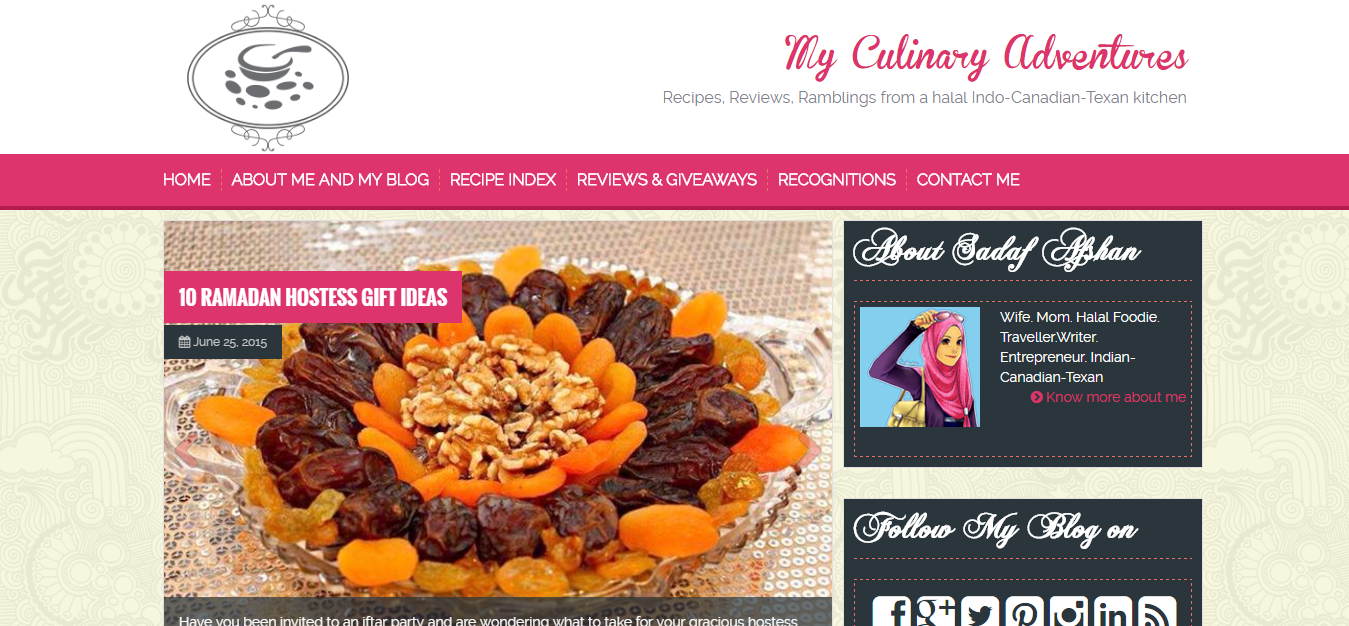 My Culinary Adventures
Recipes, Reviews, Ramblings from a halal Indo-Canadian-Texan kitchen
HOME
ABOUT ME AND MY BLOG
RECIPE INDEX
REVIEWS & GIVEAWAYS
RECOGNITIONS
CONTACT ME
10 RAMADAN HOSTESS GIFT IDEAS
June 25, 2015
Have you been invited to an iftar party and are wondering what to take for your gracious hostess
About Sadaf Afshan
Wife. Mom. Halal Foodie.
Traveller.Writer.
Entrepreneur. Indian-
Canadian-Texan
Know more about me
Follow My Blog on